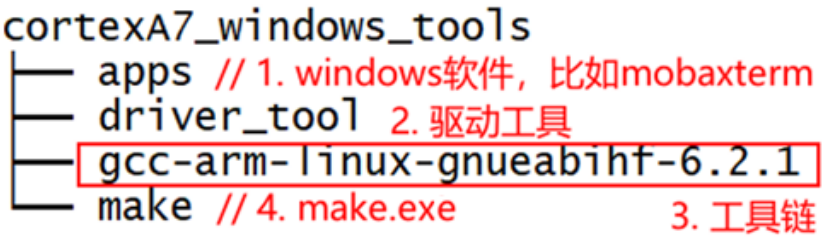 cortexA7_windows_tools
apps // 1. windows软件，比如mobaxterm
driver_tool 2. 驱动工具
gcc-arm-linux-gnueabihf-6.2.1
make // 4. make.exe 3. 工具链